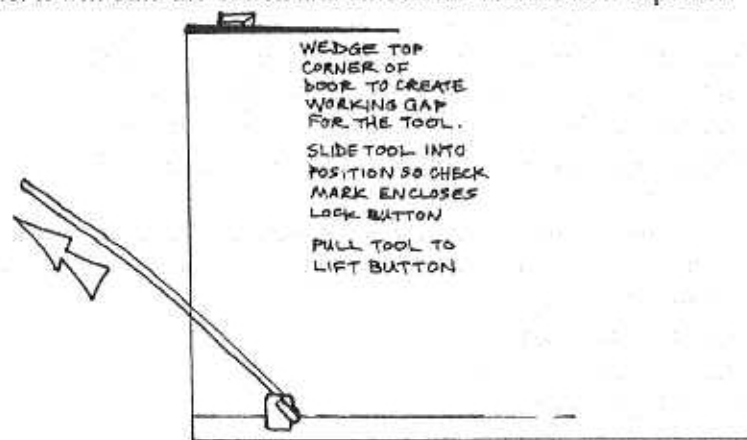 WEDGE TOP
CORNER OF
DOOR TO CREATE
WORKING GAP
FOR THE TOOL.
SLIDE TOOL INTO
POSITION SO CHECK
MARK ENCLOSES
LOCK BUTTON
PULL TOOL TO
LIFT BUTTON